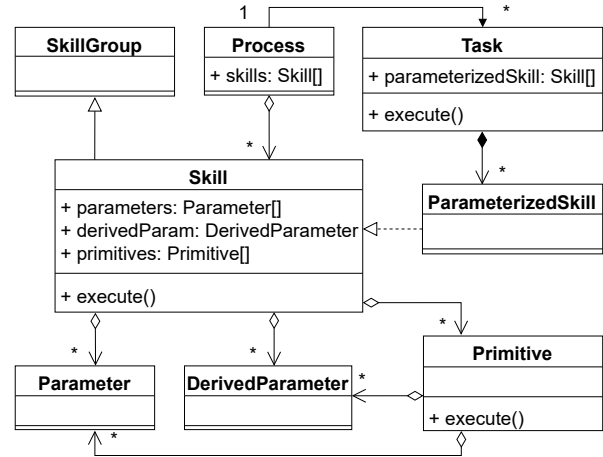 1
*
SkillGroup
Process
+ skills: Skill[]
Task
+ parameterizedSkill: Skill[]
+ execute()
*
*
Skill
+ parameters: Parameter[]
+ derivedParam: DerivedParameter
+ primitives: Primitive[]
+ execute()
ParameterizedSkill
*
*
*
Parameter
DerivedParameter
*
Primitive
+ execute()
*